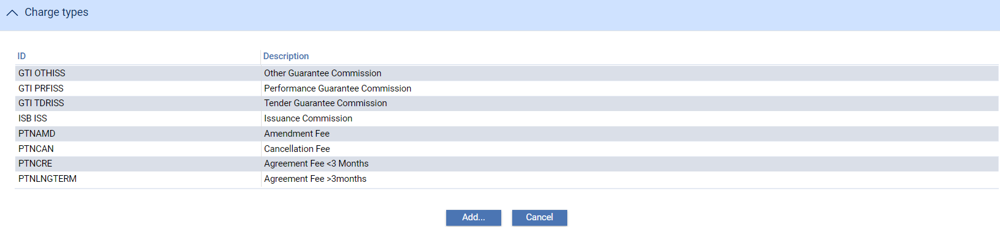 Charge types
ID Description
GTI OTHISS Other Guarantee Commission
GTI PRFISS Performance Guarantee Commission
GTI TDRISS Tender Guarantee Commission
ISB ISS Issuance Commission
PTNAMD Amendment Fee
PTNCAN Cancellation Fee
PTNCRE Agreement Fee <3 Months
PTNLNGTERM Agreement Fee >3months
Add... Cancel